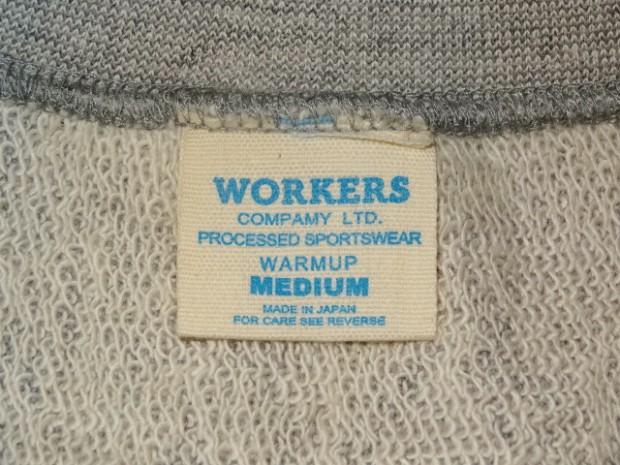 WORKERS
COMPAMY LTD.
PROCESSED SPORTSWEAR
WARMUP
MEDIUM
MADE IN JAPAN
FOR CARE SEE REVERSE